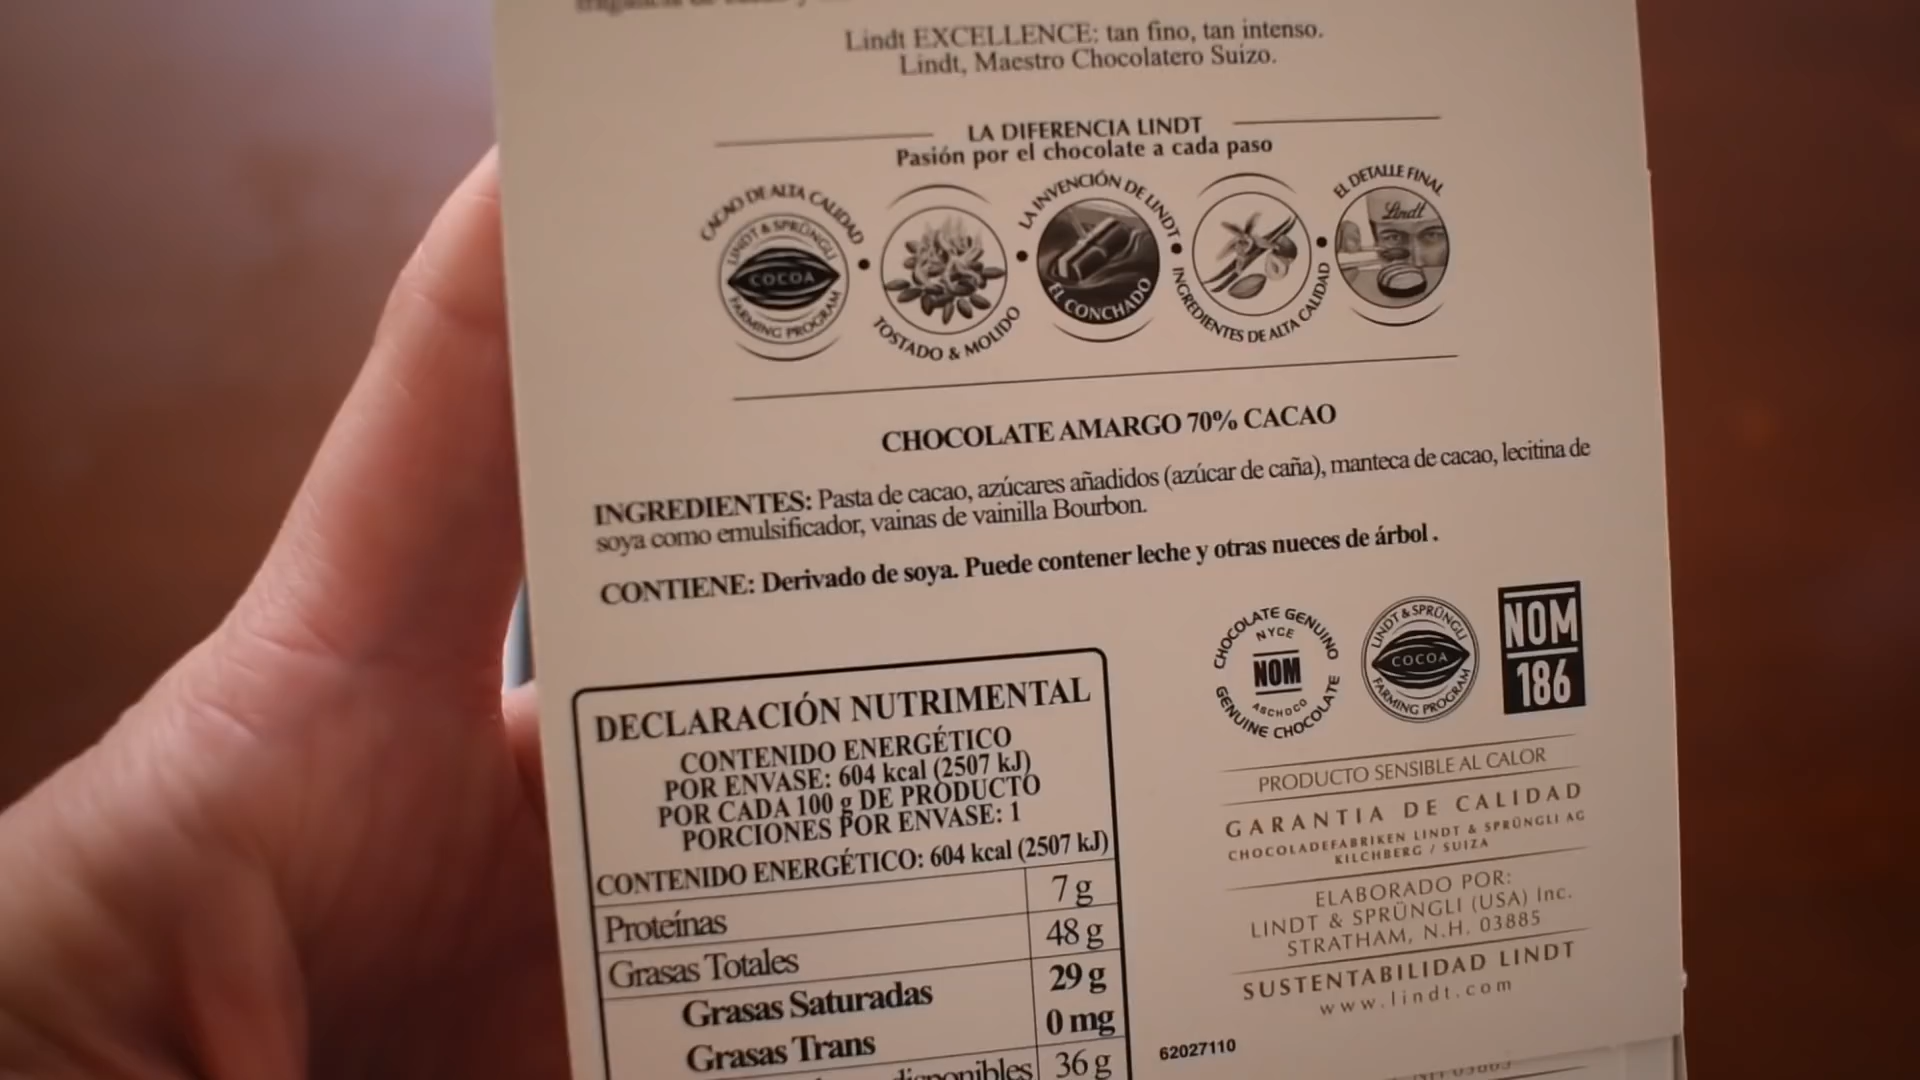 Lindt EXCELLENCE: tan fino, tan intenso.
Lindt, Maestro Chocolatero Suizo.
LA DIFERENCIA LINDT
Pasión por el chocolate a cada paso
CACAO DE ALTA CALIDAD
LINDT & SPRÜNGLI
COCOA
FARMING PROGRAM
TOSTADO & MOLIDO
LA INVENCIÓN DE LINDT
EL CONCHADO
INGREDIENTES DE ALTA CALIDAD
EL DETALLE FINAL
Lindt
CHOCOLATE AMARGO 70% CACAO
INGREDIENTES: Pasta de cacao, azúcares añadidos (azúcar de caña), manteca de cacao, lecitina de
soya como emulsificador, vainas de vainilla Bourbon.
CONTIENE: Derivado de soya. Puede contener leche y otras nueces de árbol.
CHOCOLATE GENUINO
NYCE
NOM
ASCHOCO
GENUINE CHOCOLATE
LINDT & SPRÜNGLI
COCOA
FARMING PROGRAM
NOM
186
DECLARACIÓN NUTRIMENTAL
CONTENIDO ENERGÉTICO
POR ENVASE: 604 kcal (2507 kJ)
POR CADA 100 g DE PRODUCTO
PORCIONES POR ENVASE: 1
CONTENIDO ENERGÉTICO: 604 kcal (2507 kJ)
Proteínas 7 g
Grasas Totales 48 g
Grasas Saturadas 29 g
Grasas Trans 0 mg
disponibles 36 g
PRODUCTO SENSIBLE AL CALOR
GARANTIA DE CALIDAD
CHOCOLADEFABRIKEN LINDT & SPRÜNGLI AG
KILCHBERG / SUIZA
ELABORADO POR:
LINDT & SPRÜNGLI (USA) Inc.
STRATHAM, N.H. 03885
SUSTENTABILIDAD LINDT
www.lindt.com
62027110